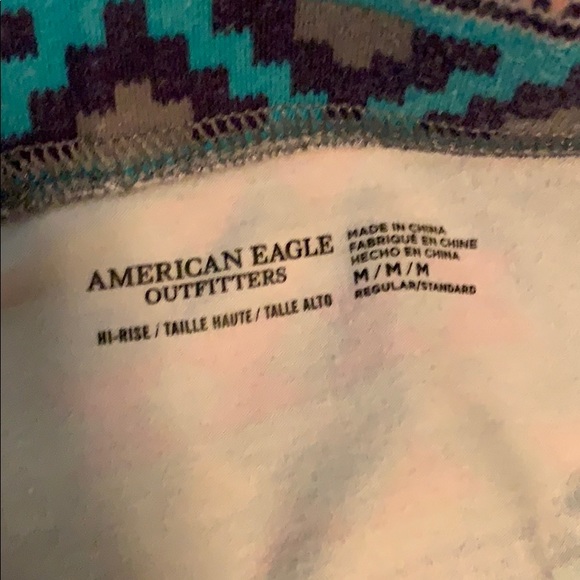 AMERICAN EAGLE
OUTFITTERS
HI-RISE / TAILLE HAUTE / TALLE ALTO
MADE IN CHINA
FABRIQUÉ EN CHINE
HECHO EN CHINA
M / M / M
REGULAR/STANDARD